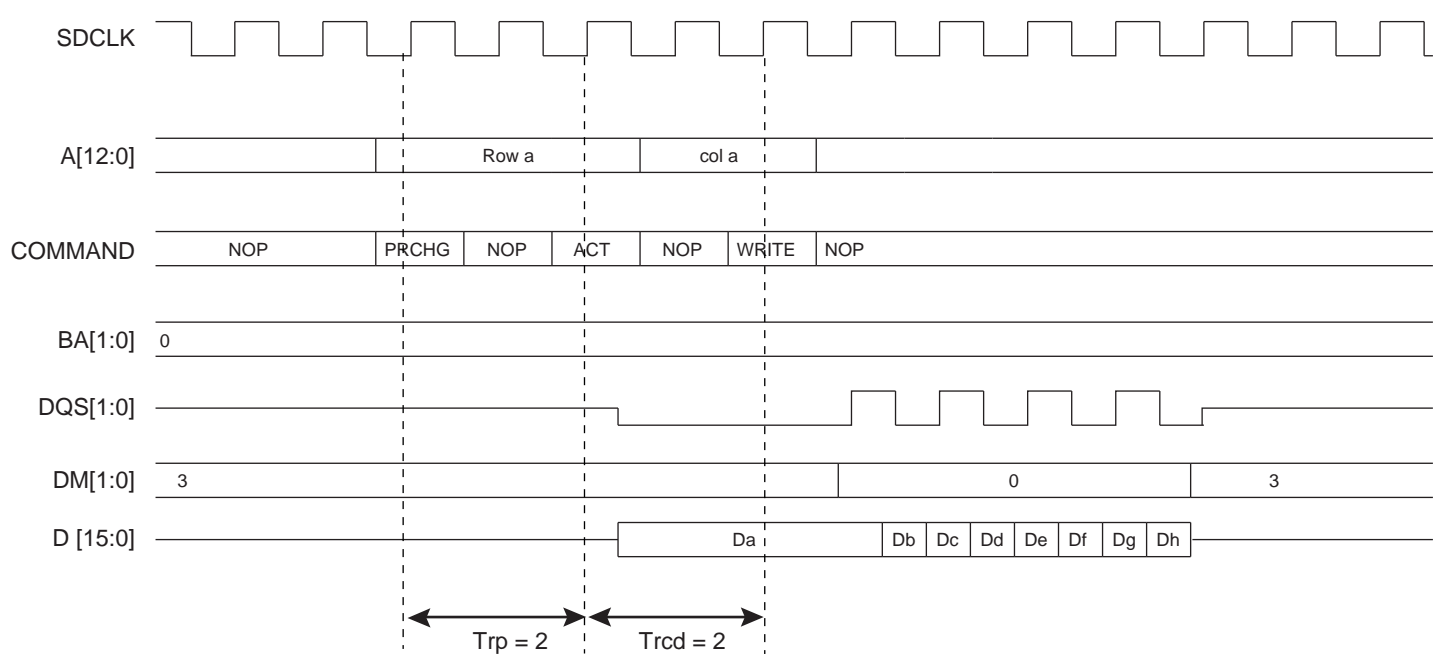 SDCLK
A[12:0] Row a col a
COMMAND NOP PRCHG NOP ACT NOP WRITE NOP
BA[1:0] 0
DQS[1:0]
DM[1:0] 3 0 3
D [15:0] Da Db Dc Dd De Df Dg Dh
Trp = 2 Trcd = 2